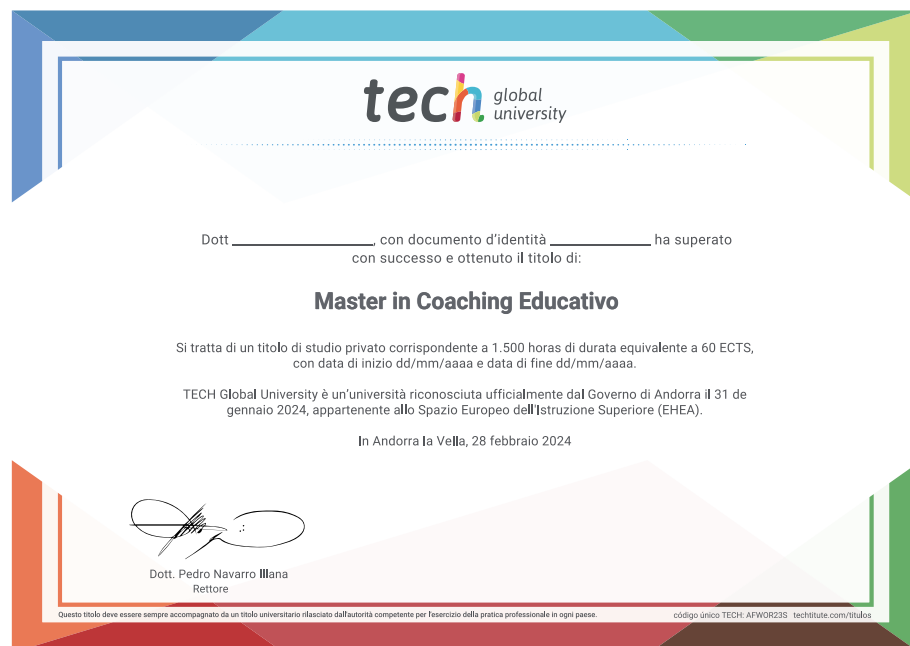 tech global university
Dott ____________________, con documento d'identità ______________ ha superato
con successo e ottenuto il titolo di:
Master in Coaching Educativo
Si tratta di un titolo di studio privato corrispondente a 1.500 horas di durata equivalente a 60 ECTS,
con data di inizio dd/mm/aaaa e data di fine dd/mm/aaaa.
TECH Global University è un'università riconosciuta ufficialmente dal Governo di Andorra il 31 de
gennaio 2024, appartenente allo Spazio Europeo dell'Istruzione Superiore (EHEA).
In Andorra la Vella, 28 febbraio 2024
Dott. Pedro Navarro Illana
Rettore
Questo titolo deve essere sempre accompagnato da un titolo universitario rilasciato dall'autorità competente per l'esercizio della pratica professionale in ogni paese.
código único TECH: AFWOR23S techtitute.com/titulos